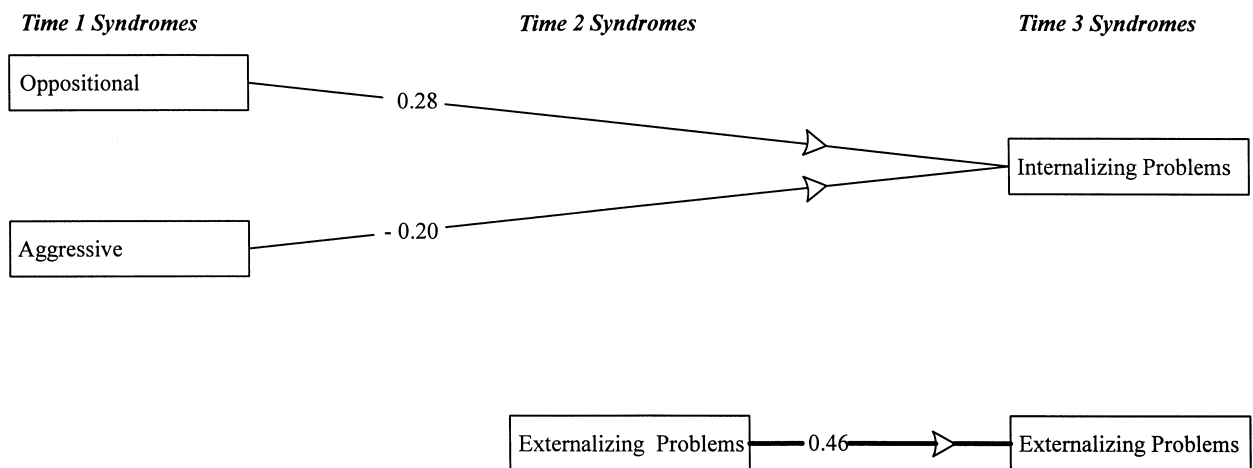 Time 1 Syndromes
Time 2 Syndromes
Time 3 Syndromes
Oppositional
0.28
Internalizing Problems
- 0.20
Aggressive
Externalizing Problems
0.46
Externalizing Problems